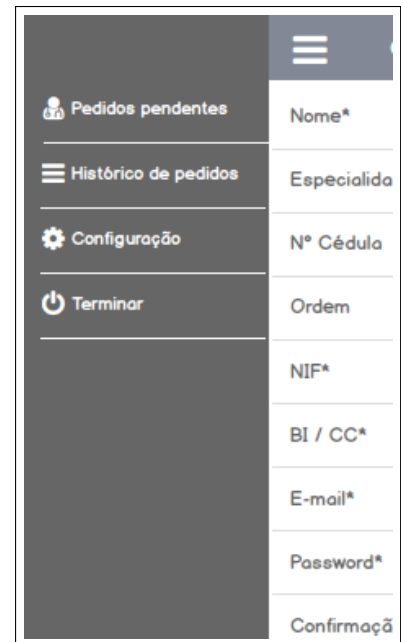 Pedidos pendentes
Histórico de pedidos
Configuração
Terminar
Nome*
Especialida
Nº Cédula
Ordem
NIF*
BI / CC*
E-mail*
Password*
Confirmaçã